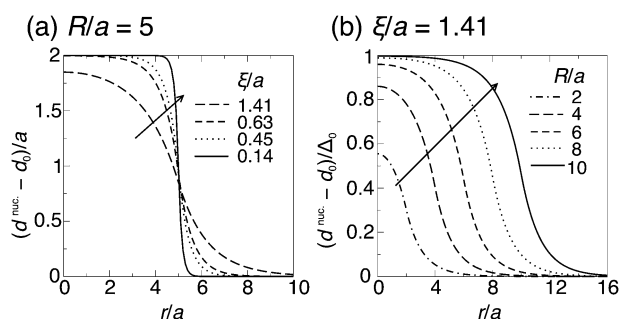 (a) R/a = 5
(d^nuc. − d₀)/a
2
1.5
1
0.5
0
0 2 4 6 8 10
r/a
ξ/a
1.41
0.63
0.45
0.14
(b) ξ/a = 1.41
(d^nuc. − d₀)/Δ₀
1
0.8
0.6
0.4
0.2
0
0 4 8 12 16
r/a
R/a
2
4
6
8
10